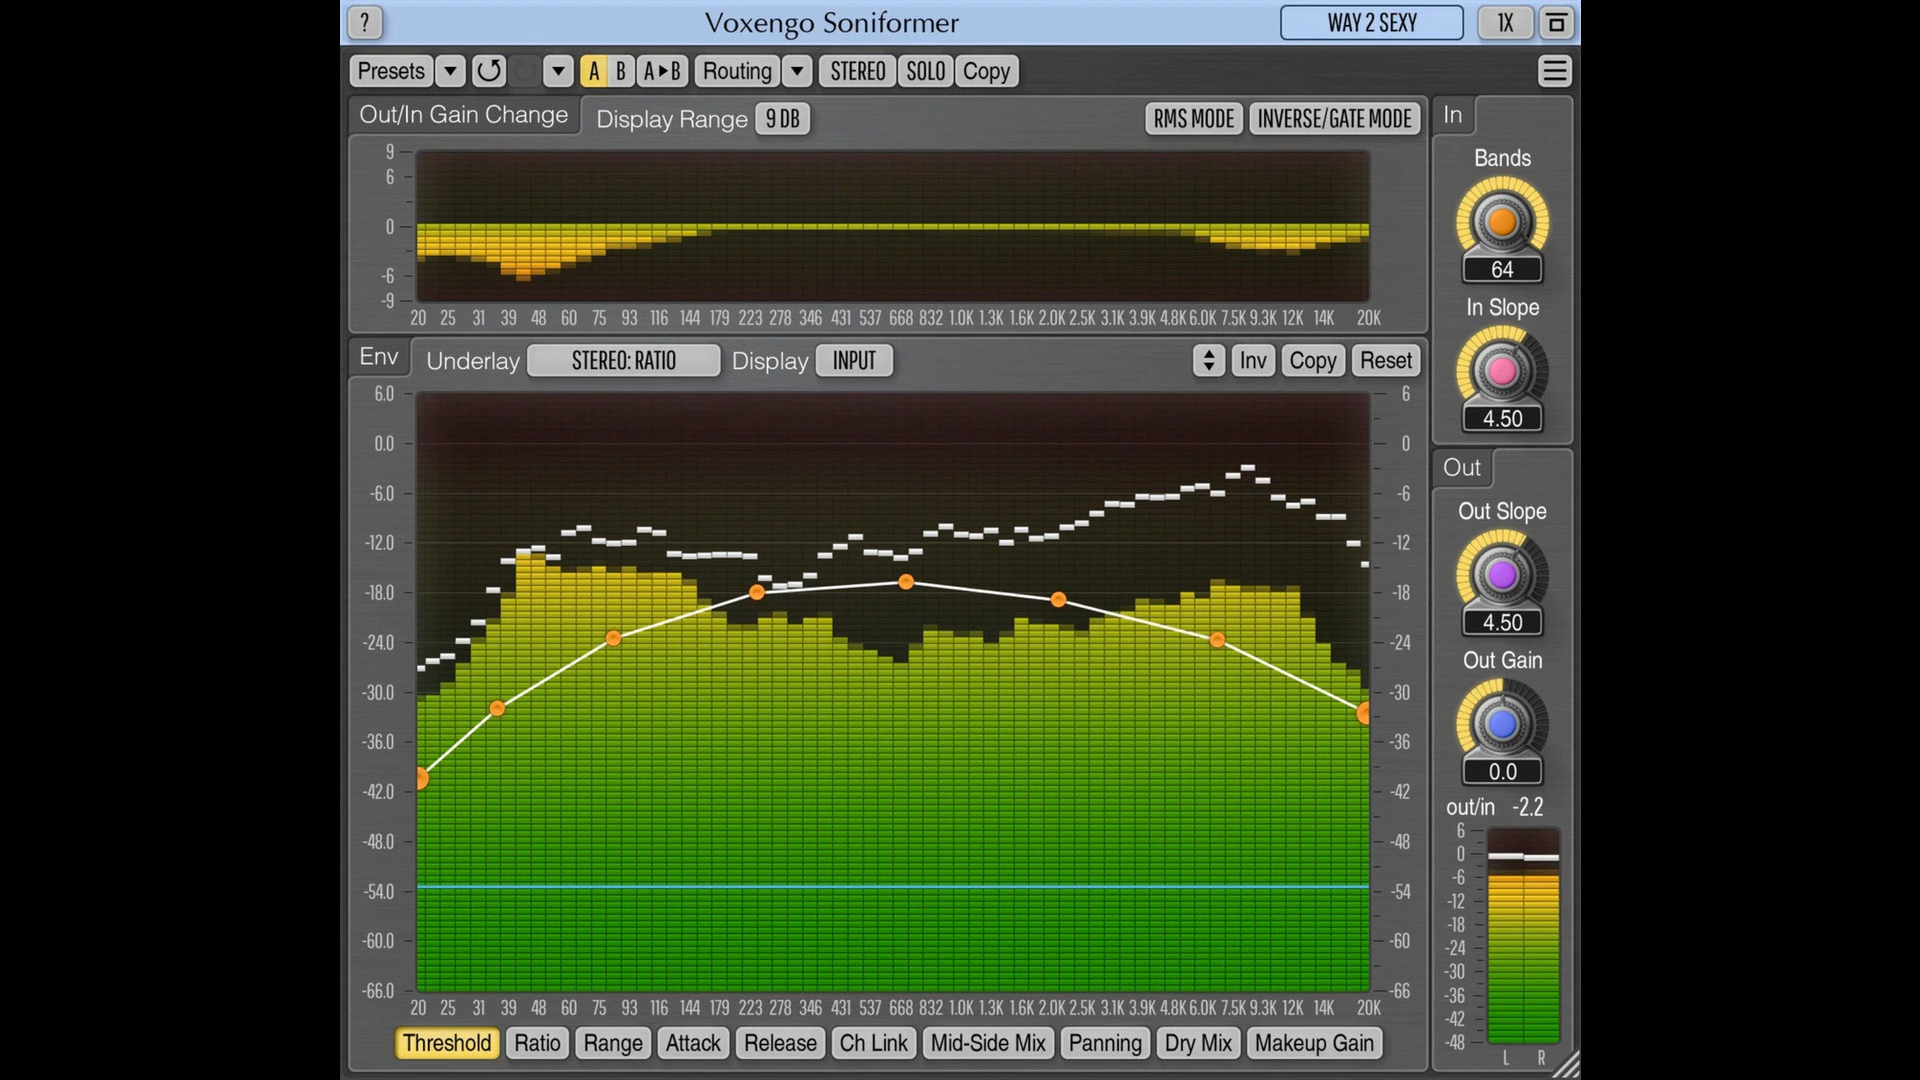 ? Voxengo Soniformer WAY 2 SEXY 1X
Presets A B A▸B Routing STEREO SOLO Copy
Out/In Gain Change Display Range 9 DB RMS MODE INVERSE/GATE MODE
9
6
0
-6
-9
20 25 31 39 48 60 75 93 116 144 179 223 278 346 431 537 668 832 1.0K 1.3K 1.6K 2.0K 2.5K 3.1K 3.9K 4.8K 6.0K 7.5K 9.3K 12K 14K 20K
Env Underlay STEREO: RATIO Display INPUT Inv Copy Reset
6.0 6
0.0 0
-6.0 -6
-12.0 -12
-18.0 -18
-24.0 -24
-30.0 -30
-36.0 -36
-42.0 -42
-48.0 -48
-54.0 -54
-60.0 -60
-66.0 -66
20 25 31 39 48 60 75 93 116 144 179 223 278 346 431 537 668 832 1.0K 1.3K 1.6K 2.0K 2.5K 3.1K 3.9K 4.8K 6.0K 7.5K 9.3K 12K 14K 20K
Threshold Ratio Range Attack Release Ch Link Mid-Side Mix Panning Dry Mix Makeup Gain
In
Bands
64
In Slope
4.50
Out
Out Slope
4.50
Out Gain
0.0
out/in -2.2
6
0
-6
-12
-18
-24
-30
-36
-42
-48
L R